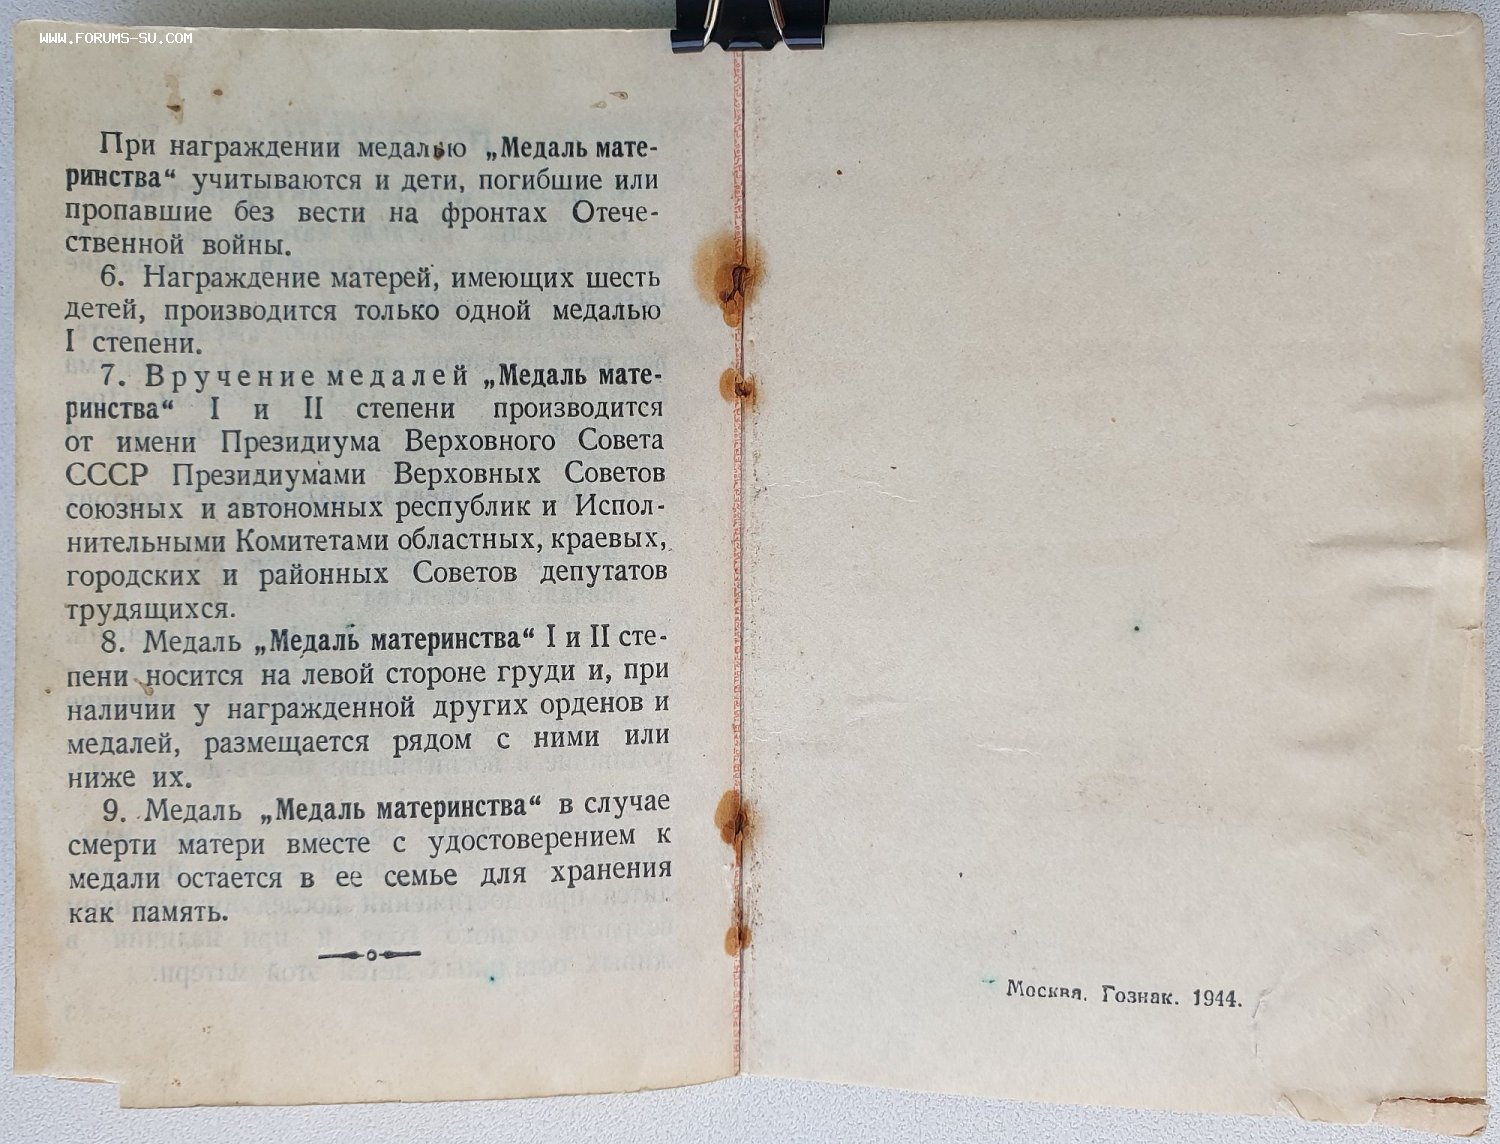 WWW.FORUMS-SU.COM
При награждении медалью „Медаль мате-
ринства“ учитываются и дети, погибшие или
пропавшие без вести на фронтах Отече-
ственной войны.
6. Награждение матерей, имеющих шесть
детей, производится только одной медалью
I степени.
7. Вручение медалей „Медаль мате-
ринства“ I и II степени производится
от имени Президиума Верховного Совета
СССР Президиумами Верховных Советов
союзных и автономных республик и Испол-
нительными Комитетами областных, краевых,
городских и районных Советов депутатов
трудящихся.
8. Медаль „Медаль материнства“ I и II сте-
пени носится на левой стороне груди и, при
наличии у награжденной других орденов и
медалей, размещается рядом с ними или
ниже их.
9. Медаль „Медаль материнства“ в случае
смерти матери вместе с удостоверением к
медали остается в ее семье для хранения
как память.
Москва. Гознак. 1944.